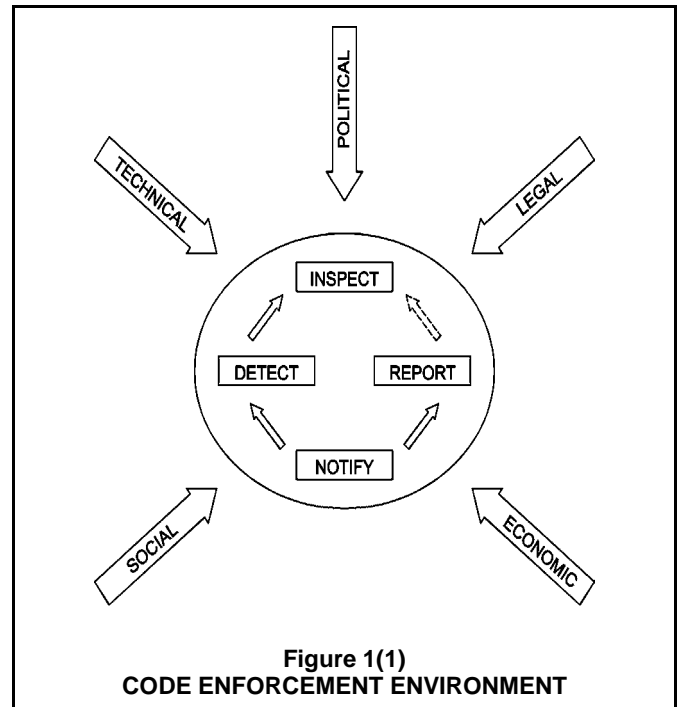 POLITICAL
TECHNICAL
LEGAL
INSPECT
DETECT
REPORT
NOTIFY
SOCIAL
ECONOMIC
Figure 1(1)
CODE ENFORCEMENT ENVIRONMENT